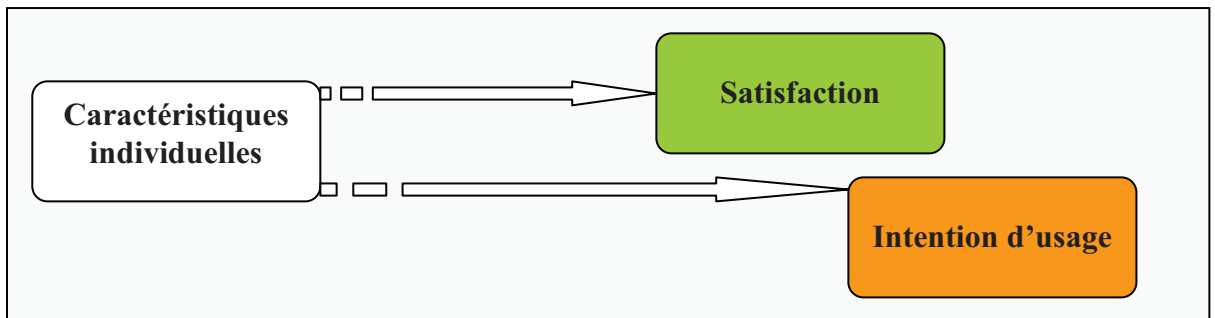 Caractéristiques
individuelles
Satisfaction
Intention d’usage